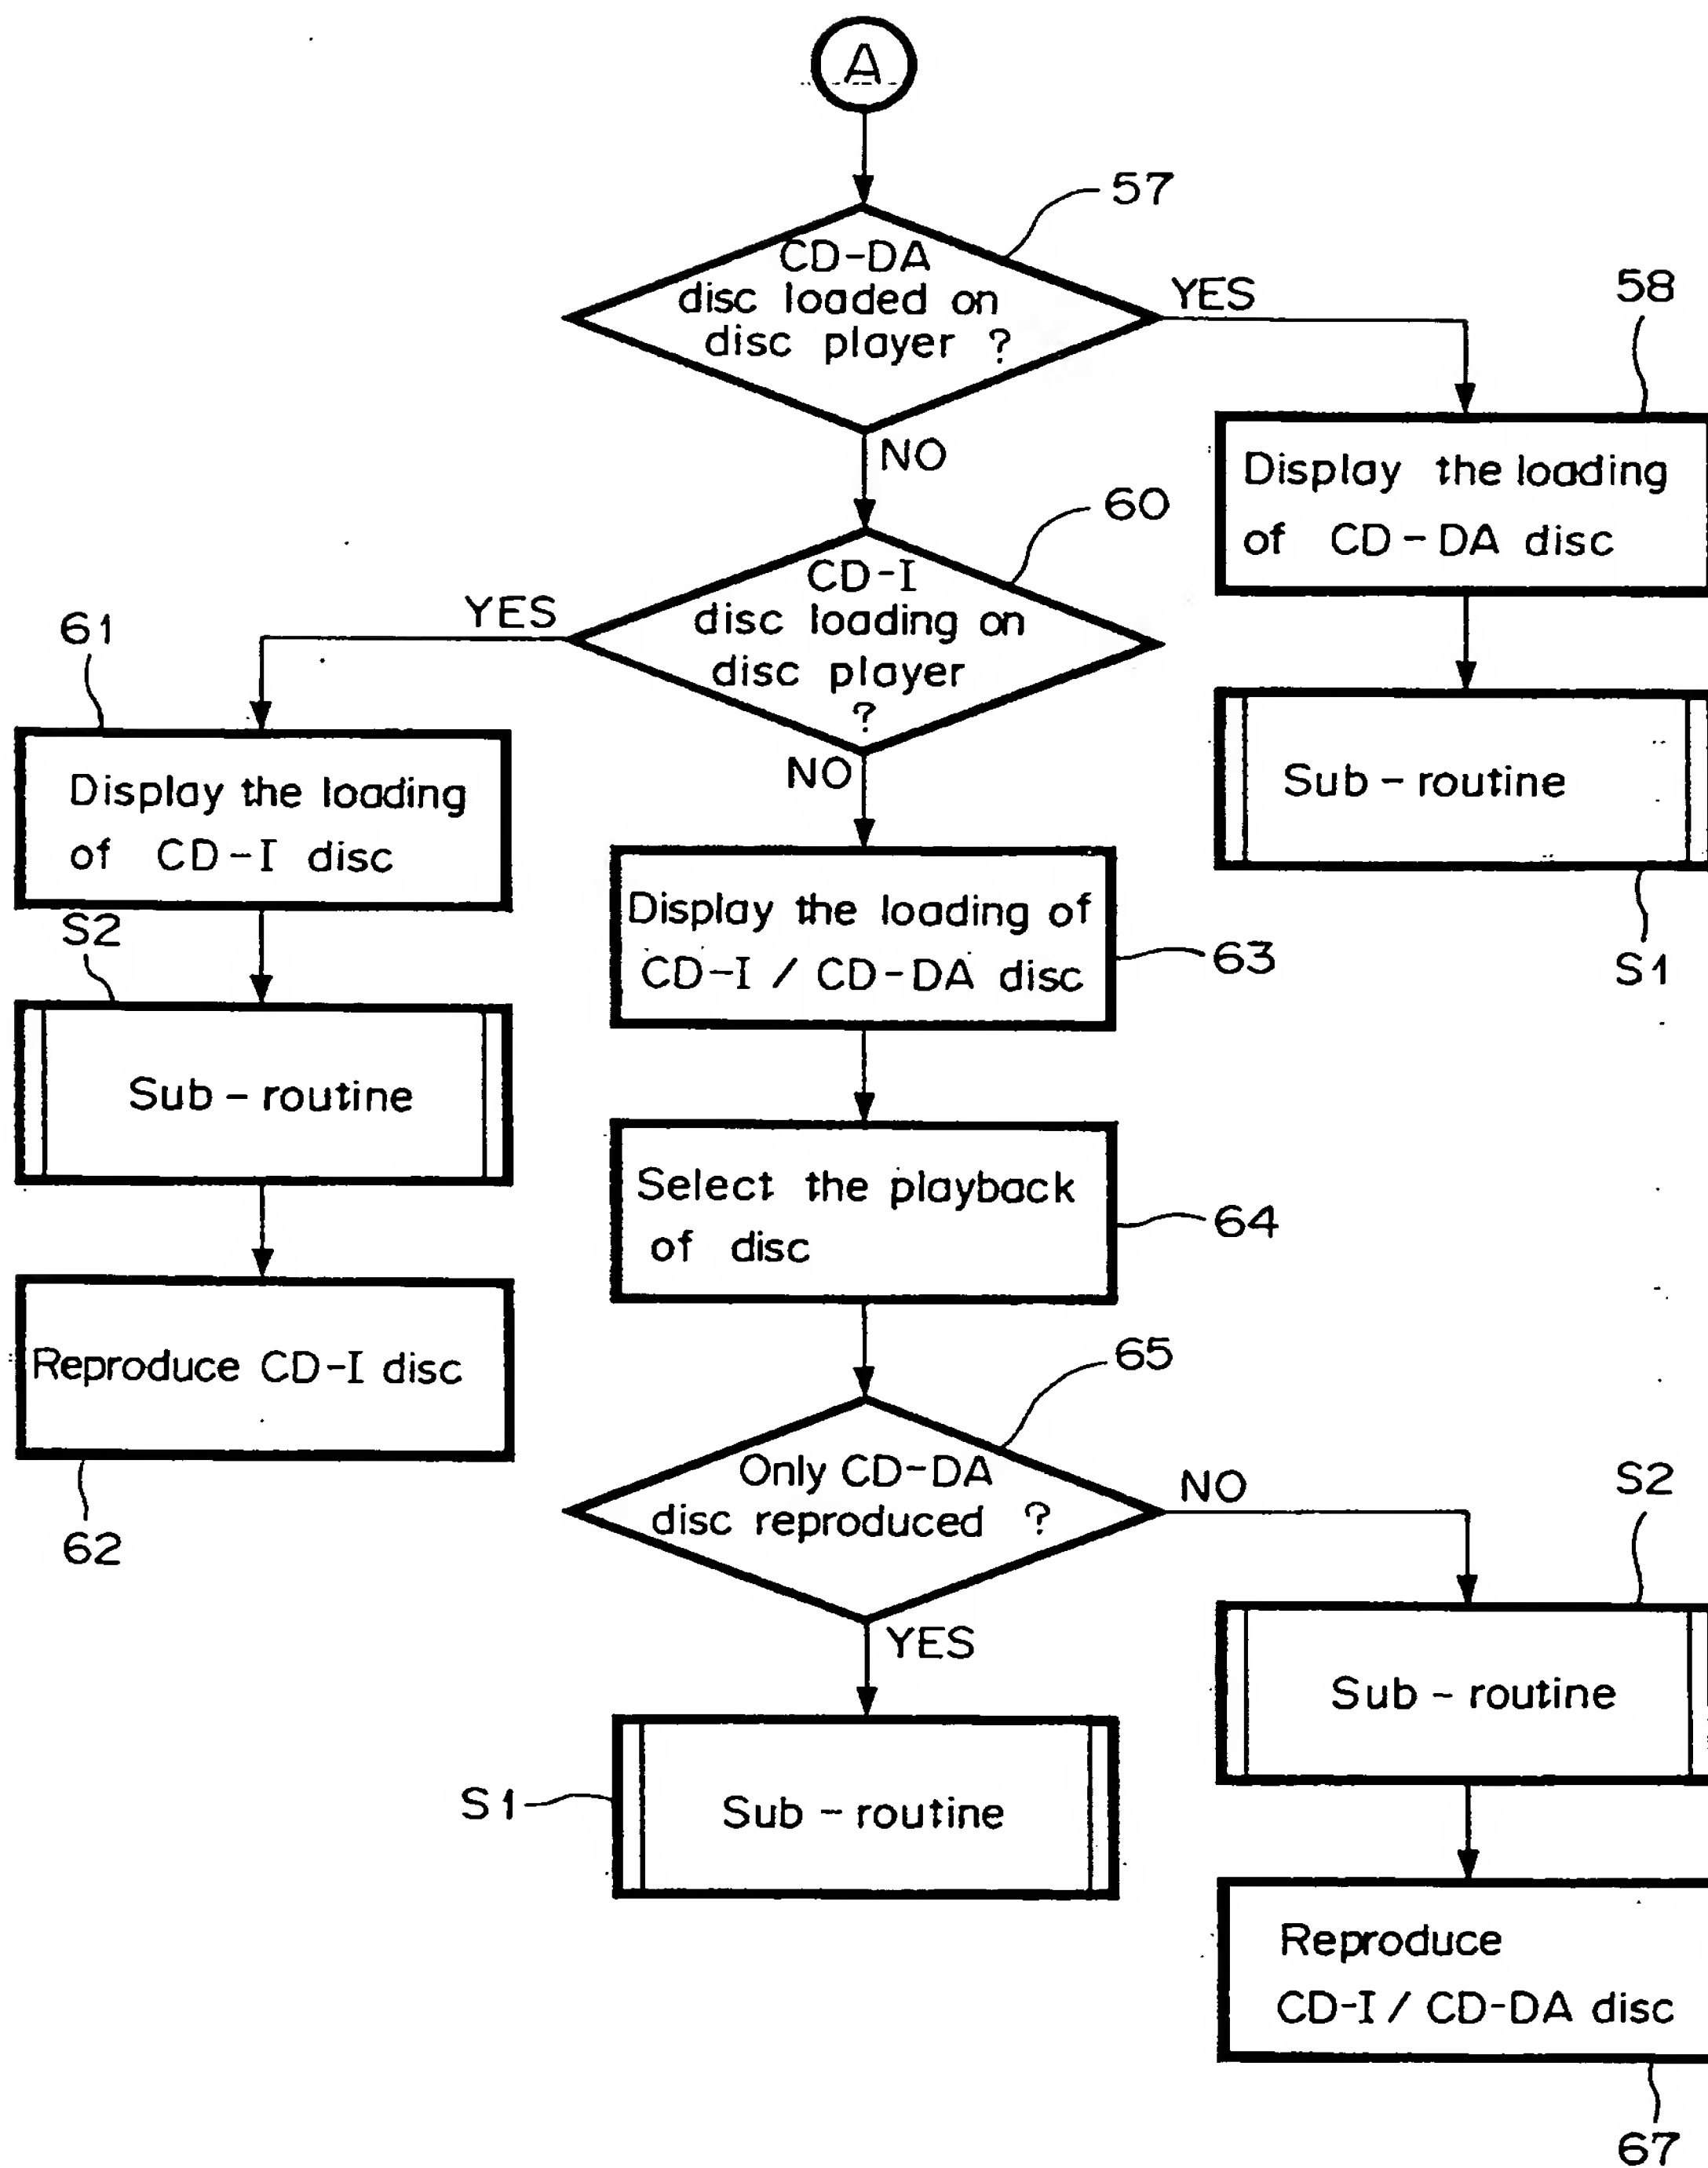 A
57
CD-DA
disc loaded on
disc player ?
YES
58
NO
Display the loading
of CD-DA disc
60
CD-I
disc loading on
disc player
?
YES
61
NO
Sub-routine
S1
Display the loading
of CD-I disc
Display the loading of
CD-I / CD-DA disc
63
S2
Sub-routine
Select the playback
of disc
64
Reproduce CD-I disc
62
65
Only CD-DA
disc reproduced ?
NO
S2
YES
Sub-routine
S1
Sub-routine
Reproduce
CD-I / CD-DA disc
67